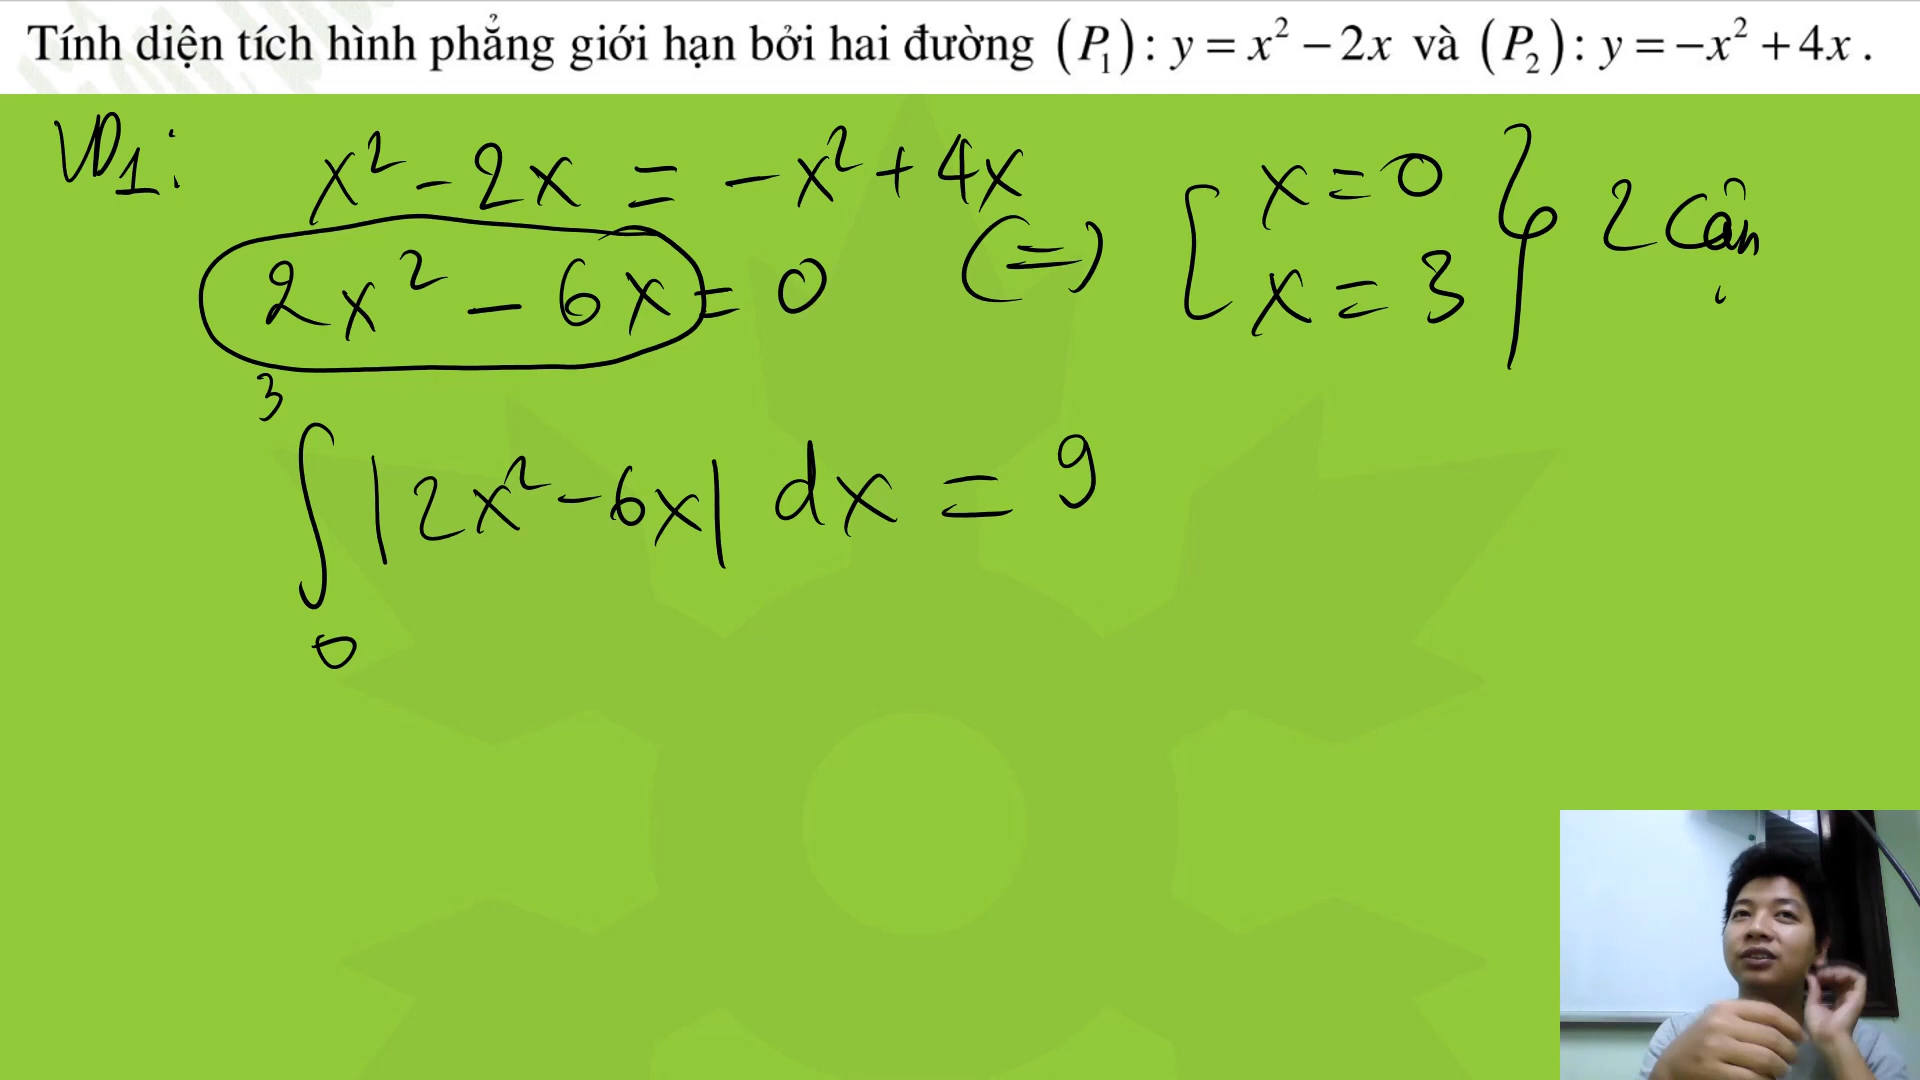 Tính diện tích hình phẳng giới hạn bởi hai đường (P₁): y = x² − 2x và (P₂): y = −x² + 4x .
VD1:
x² - 2x = -x² + 4x
2x² - 6x = 0 (=) [ x = 0
x = 3 } 2 cận
∫₀³ |2x² - 6x| dx = 9